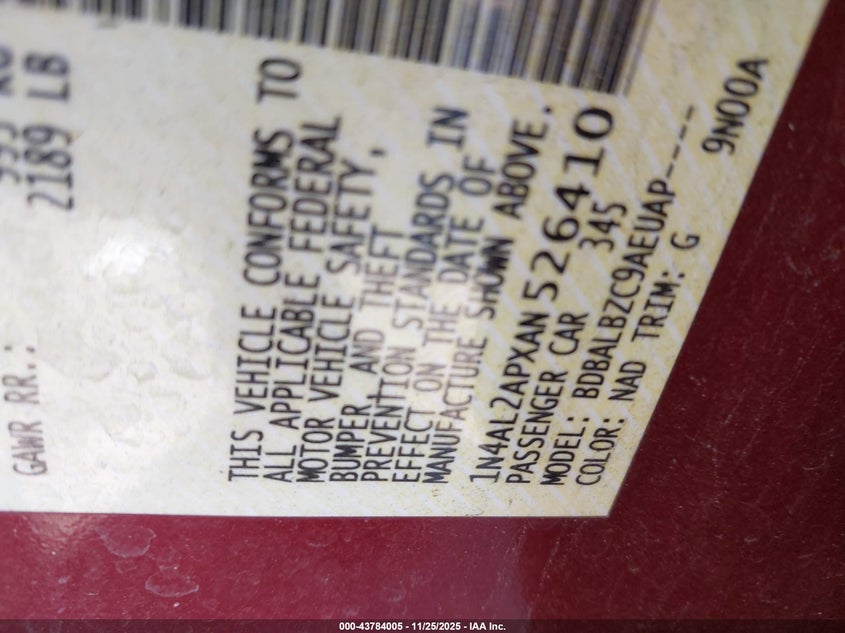 2189 LB
GAWR RR.:
THIS VEHICLE CONFORMS TO
ALL APPLICABLE FEDERAL
MOTOR VEHICLE SAFETY,
BUMPER, AND THEFT
PREVENTION STANDARDS IN
EFFECT ON THE DATE OF
MANUFACTURE SHOWN ABOVE.
1N4AL2APXAN526410
PASSENGER CAR 345
MODEL: BDBALBZC9AEUAP----
COLOR: NAD TRIM: G
9N00A
000-43784005 - 11/25/2025 - IAA Inc.